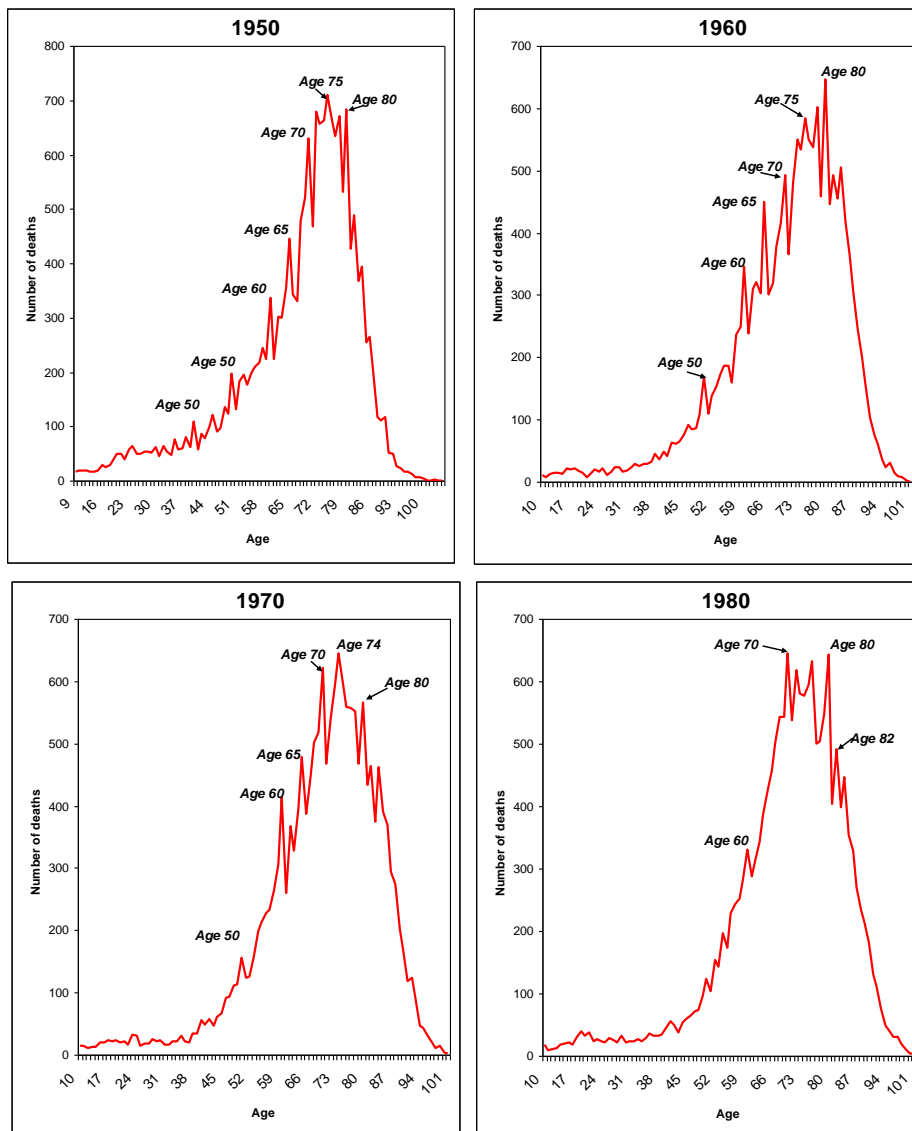 1950
800
700
600
500
400
300
200
100
0
Number of deaths
Age 75
Age 80
Age 70
Age 65
Age 60
Age 50
Age 50
9 16 23 30 37 44 51 58 65 72 79 86 93 100
Age
1960
700
600
500
400
300
200
100
0
Number of deaths
Age 80
Age 75
Age 70
Age 65
Age 60
Age 50
10 17 24 31 38 45 52 59 66 73 80 87 94 101
Age
1970
700
600
500
400
300
200
100
0
Number of deaths
Age 70
Age 74
Age 80
Age 65
Age 60
Age 50
10 17 24 31 38 45 52 59 66 73 80 87 94 101
Age
1980
700
600
500
400
300
200
100
0
Number of deaths
Age 70
Age 80
Age 82
Age 60
10 17 24 31 38 45 52 59 66 73 80 87 94 101
Age